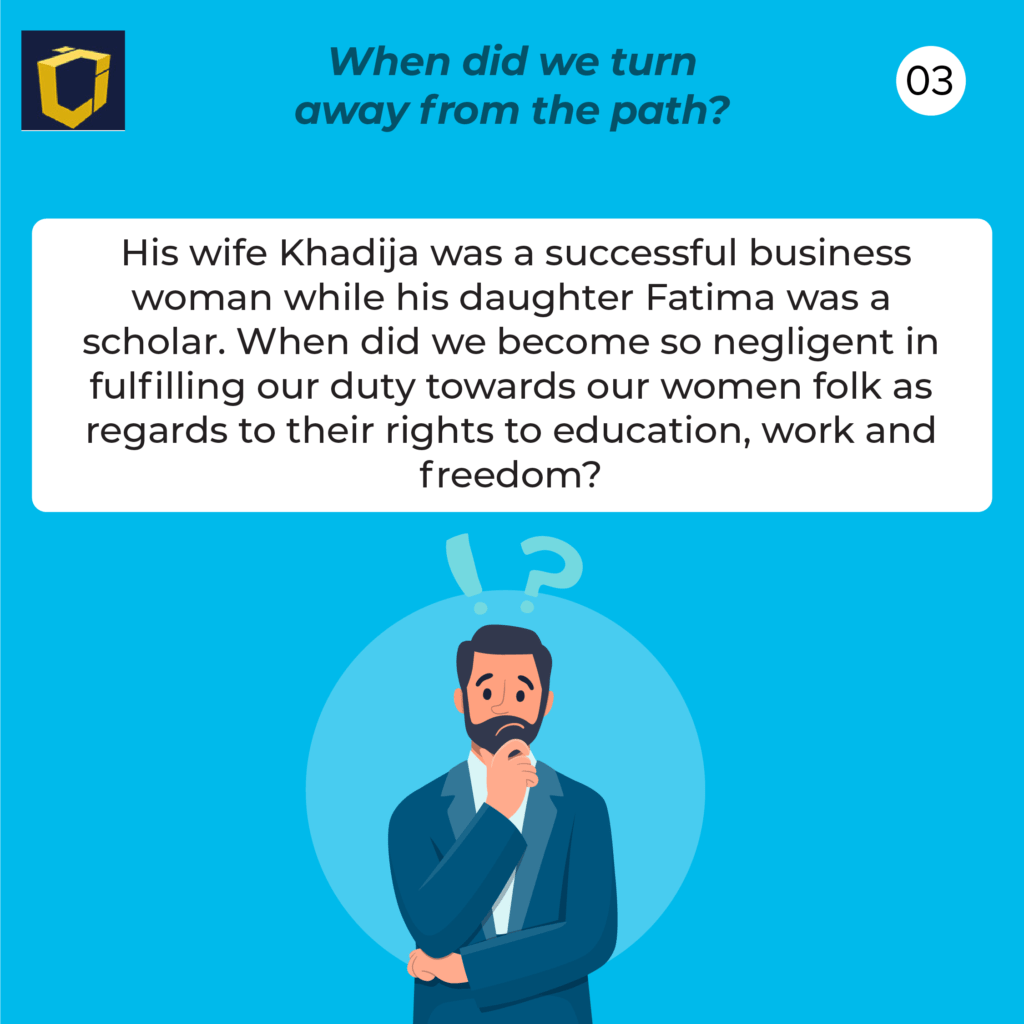 When did we turn
away from the path?
03
His wife Khadija was a successful business
woman while his daughter Fatima was a
scholar. When did we become so negligent in
fulfilling our duty towards our women folk as
regards to their rights to education, work and
freedom?
! ?